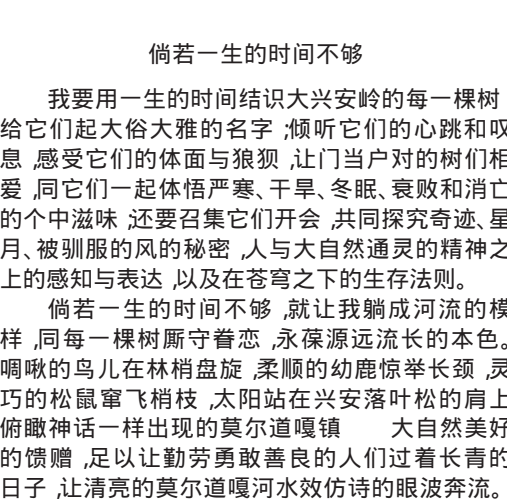 倘若一生的时间不够
我要用一生的时间结识大兴安岭的每一棵树
给它们起大俗大雅的名字,倾听它们的心跳和叹
息,感受它们的体面与狼狈,让门当户对的树们相
爱,同它们一起体悟严寒、干旱、冬眠、衰败和消亡
的个中滋味,还要召集它们开会,共同探究奇迹、星
月、被驯服的风的秘密,人与大自然通灵的精神之
上的感知与表达,以及在苍穹之下的生存法则。
倘若一生的时间不够,就让我躺成河流的模
样,同每一棵树厮守眷恋,永葆源远流长的本色。
啁啾的鸟儿在林梢盘旋,柔顺的幼鹿惊举长颈,灵
巧的松鼠窜飞梢枝,太阳站在兴安落叶松的肩上
俯瞰神话一样出现的莫尔道嘎镇  大自然美好
的馈赠,足以让勤劳勇敢善良的人们过着长青的
日子,让清亮的莫尔道嘎河水效仿诗的眼波奔流。